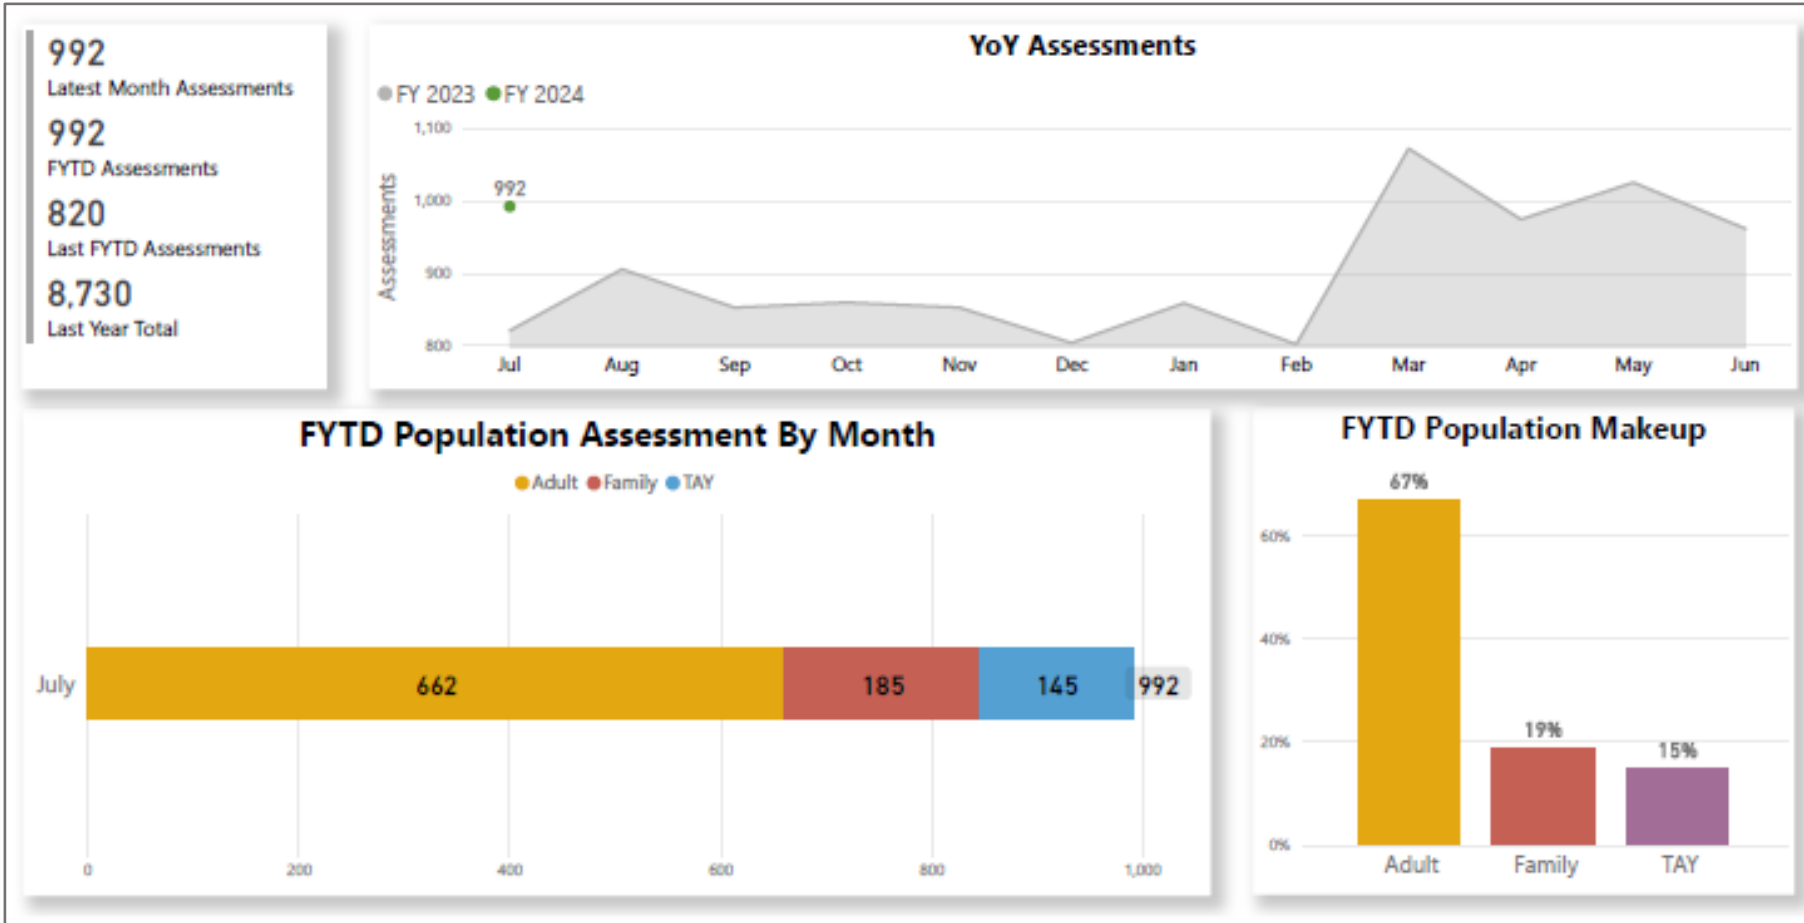 992
Latest Month Assessments
992
FYTD Assessments
820
Last FYTD Assessments
8,730
Last Year Total
YoY Assessments
FY 2023 FY 2024
Assessments
1,100
1,000
900
800
992
Jul Aug Sep Oct Nov Dec Jan Feb Mar Apr May Jun
FYTD Population Assessment By Month
Adult Family TAY
July 662 185 145 992
0 200 400 600 800 1,000
FYTD Population Makeup
67%
60%
40%
19%
20%
15%
0%
Adult Family TAY